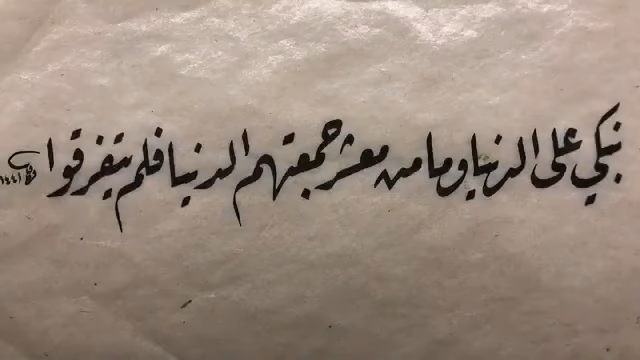 نبكي على الدنيا وما من معشر جمعتهم الدنيا فلم يتفرقوا